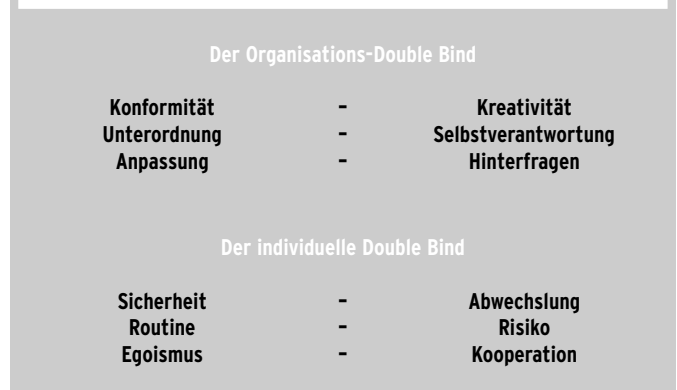 Der Organisations-Double Bind
Konformität – Kreativität
Unterordnung – Selbstverantwortung
Anpassung – Hinterfragen
Der individuelle Double Bind
Sicherheit – Abwechslung
Routine – Risiko
Egoismus – Kooperation